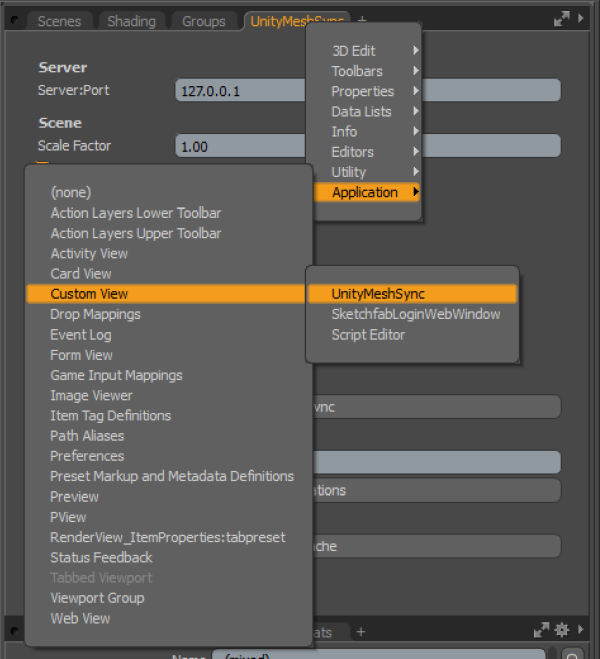 Scenes Shading Groups UnityMeshSync +
Server
Server:Port 127.0.0.1
Scene
Scale Factor 1.00
3D Edit
Toolbars
Properties
Data Lists
Info
Editors
Utility
Application
(none)
Action Layers Lower Toolbar
Action Layers Upper Toolbar
Activity View
Card View
Custom View
Drop Mappings
Event Log
Form View
Game Input Mappings
Image Viewer
Item Tag Definitions
Path Aliases
Preferences
Preset Markup and Metadata Definitions
Preview
PView
RenderView_ItemProperties:tabpreset
Status Feedback
Tabbed Viewport
Viewport Group
Web View
UnityMeshSync
SketchfabLoginWebWindow
Script Editor
Name (mixed)